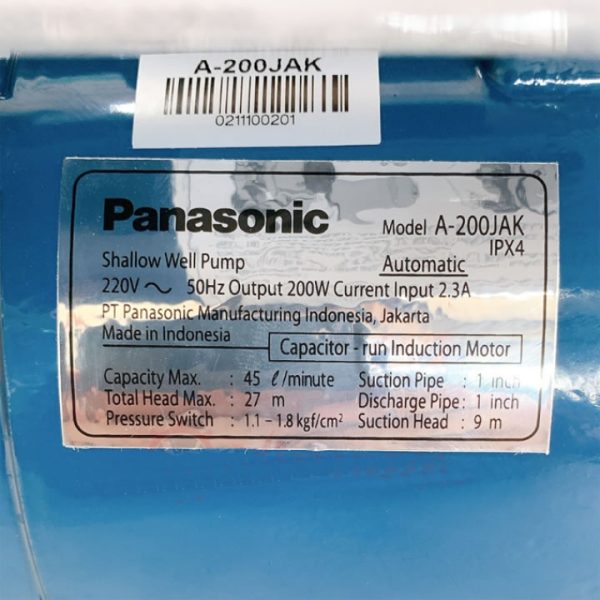 A-200JAK
0211100201
Panasonic
Model A-200JAK
IPX4
Shallow Well Pump
Automatic
220V ~ 50Hz Output 200W Current Input 2.3A
PT Panasonic Manufacturing Indonesia, Jakarta
Made in Indonesia
Capacitor - run Induction Motor
Capacity Max. : 45 ℓ/minute Suction Pipe : 1 inch
Total Head Max. : 27 m Discharge Pipe : 1 inch
Pressure Switch : 1.1 – 1.8 kgf/cm² Suction Head : 9 m